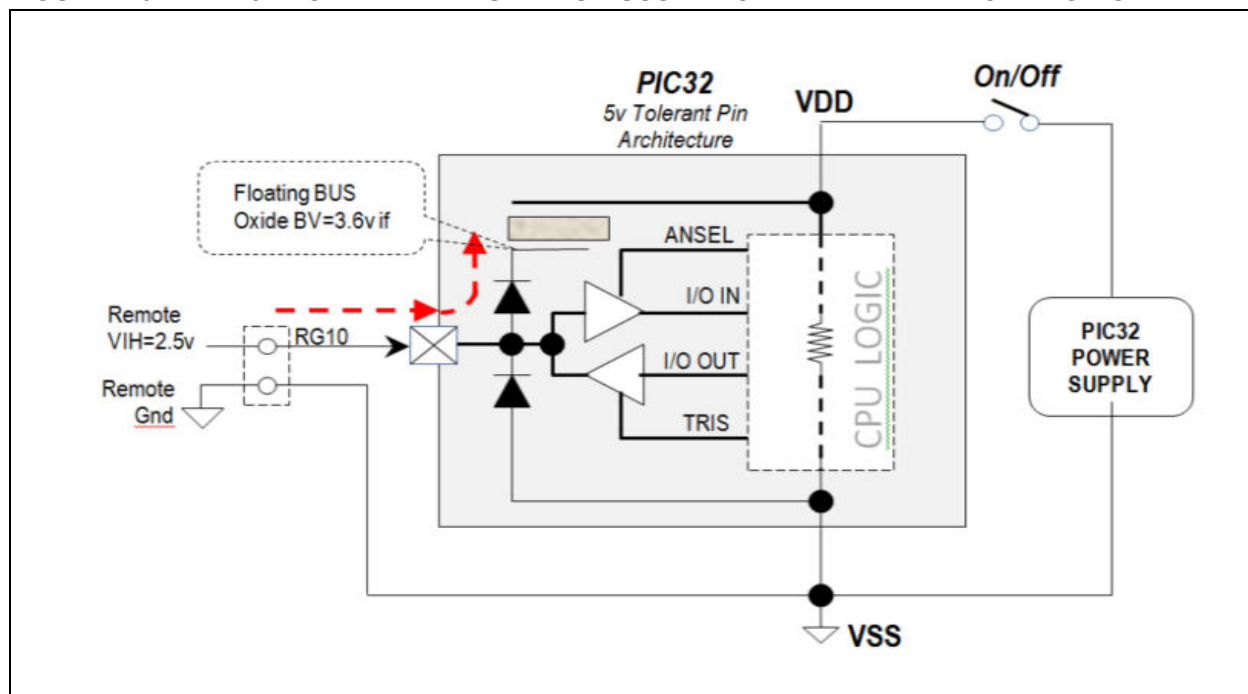 PIC32
5v Tolerant Pin
Architecture
VDD
On/Off
Floating BUS
Oxide BV=3.6v if
ANSEL
I/O IN
I/O OUT
TRIS
CPU LOGIC
Remote
VIH=2.5v
RG10
Remote
Gnd
PIC32
POWER
SUPPLY
VSS